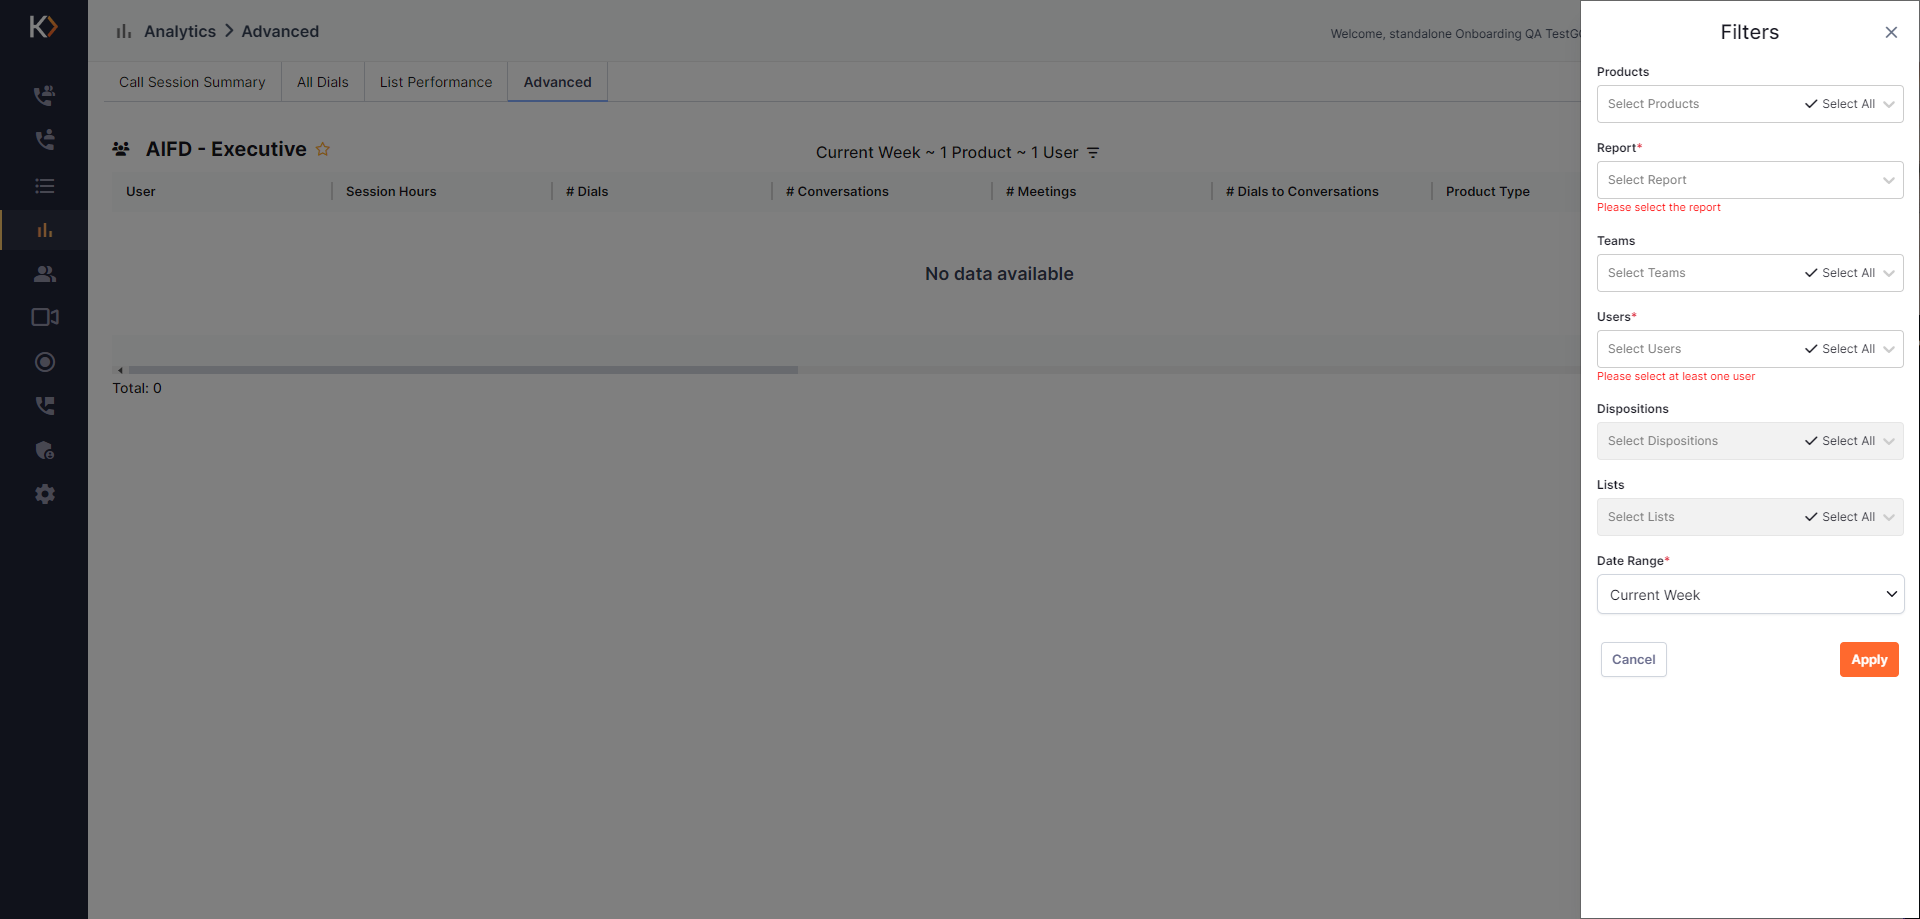 Analytics > Advanced
Welcome, standalone Onboarding QA TestG
Call Session Summary
All Dials
List Performance
Advanced
AIFD - Executive
Current Week ~ 1 Product ~ 1 User
User
Session Hours
# Dials
# Conversations
# Meetings
# Dials to Conversations
Product Type
No data available
Total: 0
Filters
Products
Select Products
Select All
Report*
Select Report
Please select the report
Teams
Select Teams
Select All
Users*
Select Users
Select All
Please select at least one user
Dispositions
Select Dispositions
Select All
Lists
Select Lists
Select All
Date Range*
Current Week
Cancel
Apply